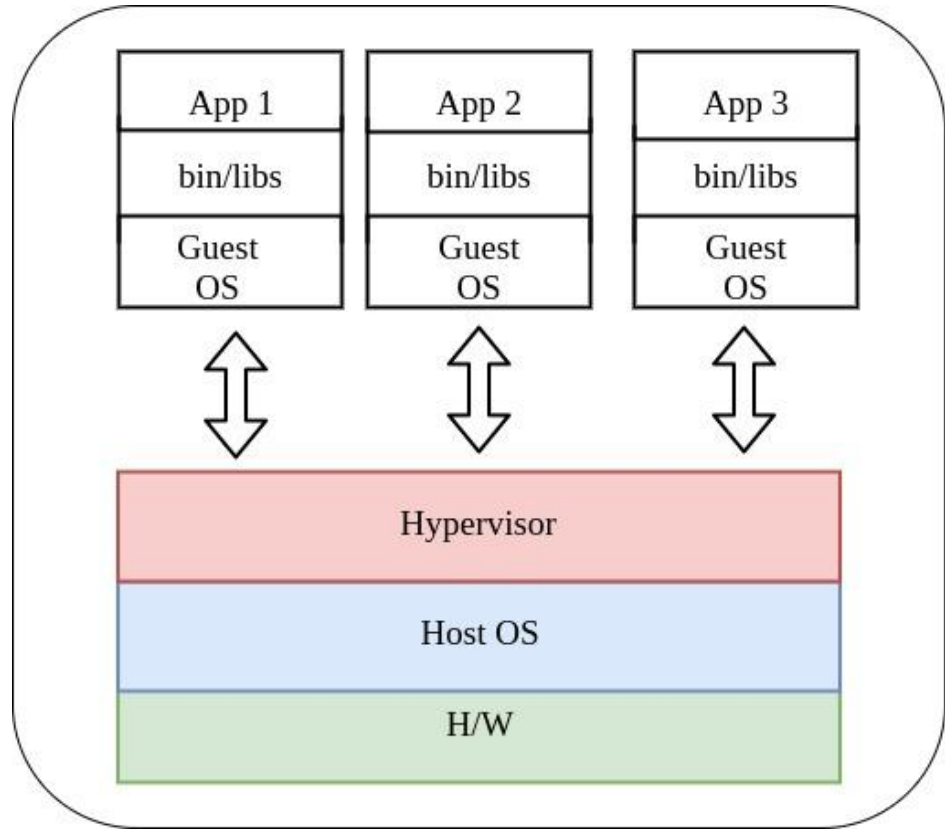 App 1
App 2
App 3
bin/libs
bin/libs
bin/libs
Guest
OS
Guest
OS
Guest
OS
Hypervisor
Host OS
H/W